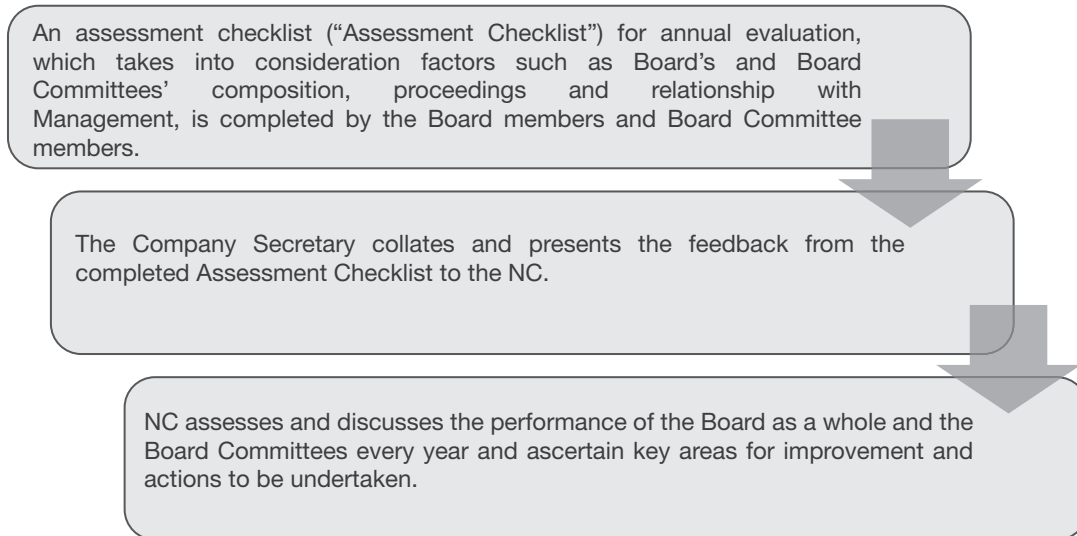 An assessment checklist (“Assessment Checklist”) for annual evaluation,
which takes into consideration factors such as Board’s and Board
Committees’ composition, proceedings and relationship with
Management, is completed by the Board members and Board Committee
members.
The Company Secretary collates and presents the feedback from the
completed Assessment Checklist to the NC.
NC assesses and discusses the performance of the Board as a whole and the
Board Committees every year and ascertain key areas for improvement and
actions to be undertaken.